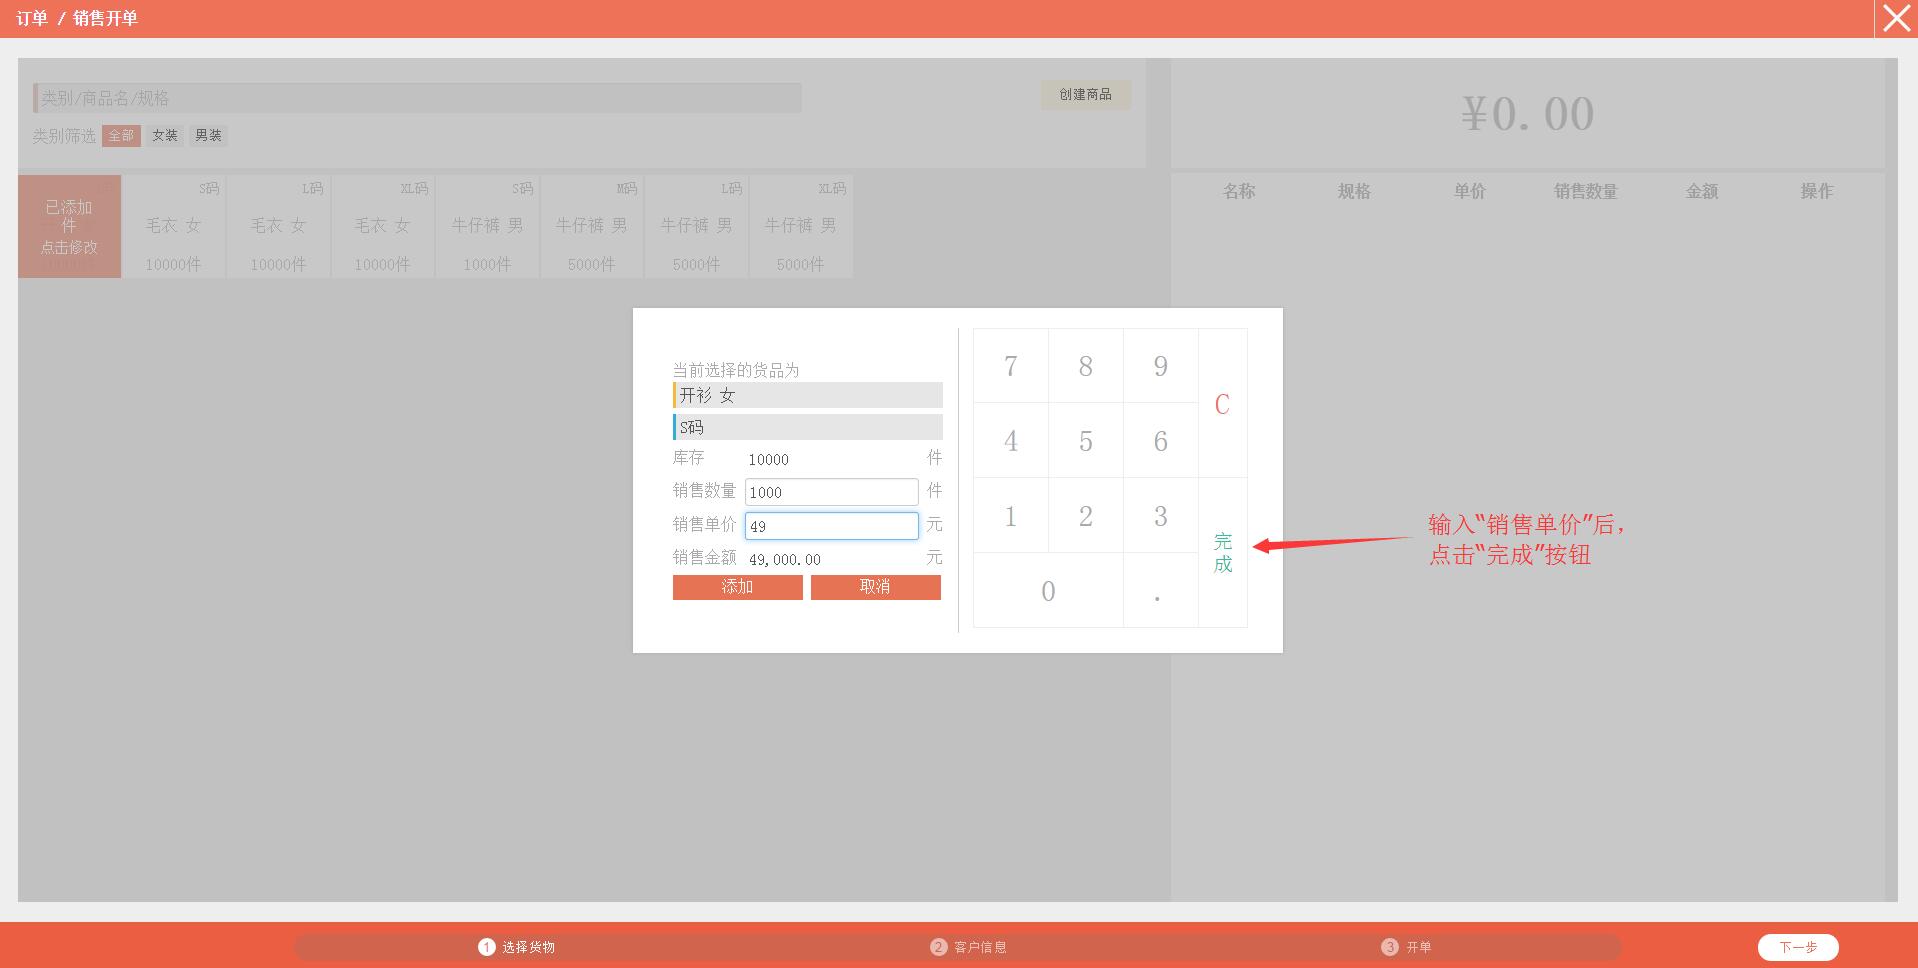 订单 / 销售开单
类别/商品名/规格
创建商品
类别筛选 全部 女装 男装
¥0.00
名称 规格 单价 销售数量 金额 操作
已添加
件
点击修改
S码
毛衣 女
10000件
L码
毛衣 女
10000件
XL码
毛衣 女
10000件
S码
牛仔裤 男
1000件
M码
牛仔裤 男
5000件
L码
牛仔裤 男
5000件
XL码
牛仔裤 男
5000件
当前选择的货品为
开衫 女
S码
库存 10000 件
销售数量 1000 件
销售单价 49 元
销售金额 49,000.00 元
添加 取消
7 8 9
C
4 5 6
1 2 3
完
成
0 .
输入“销售单价”后,
点击“完成”按钮
1 选择货物 2 客户信息 3 开单 下一步